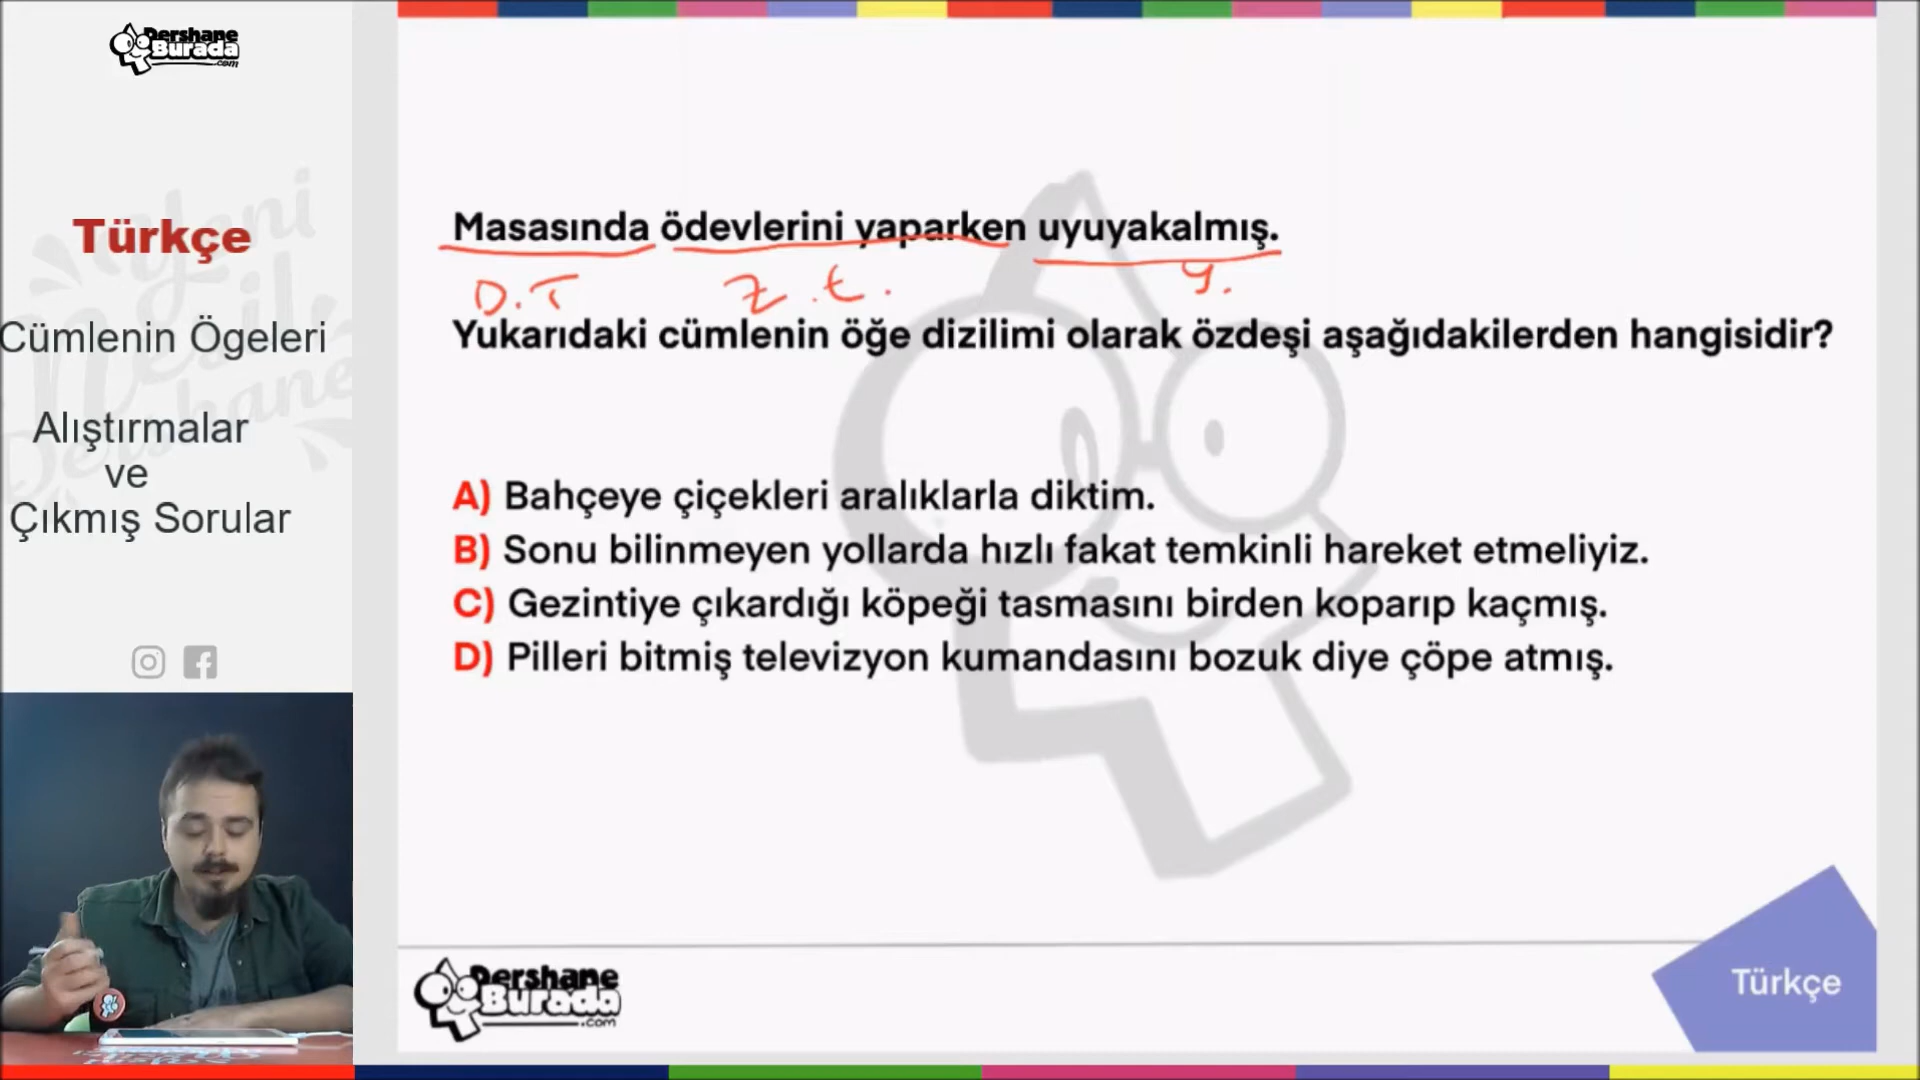 Dershane
Burada
.com
Türkçe
Cümlenin Ögeleri
Alıştırmalar
ve
Çıkmış Sorular
Masasında ödevlerini yaparken uyuyakalmış.
D.T Z.t. Y.
Yukarıdaki cümlenin öğe dizilimi olarak özdeşi aşağıdakilerden hangisidir?
A) Bahçeye çiçekleri aralıklarla diktim.
B) Sonu bilinmeyen yollarda hızlı fakat temkinli hareket etmeliyiz.
C) Gezintiye çıkardığı köpeği tasmasını birden koparıp kaçmış.
D) Pilleri bitmiş televizyon kumandasını bozuk diye çöpe atmış.
Dershane
Burada
.com
Türkçe